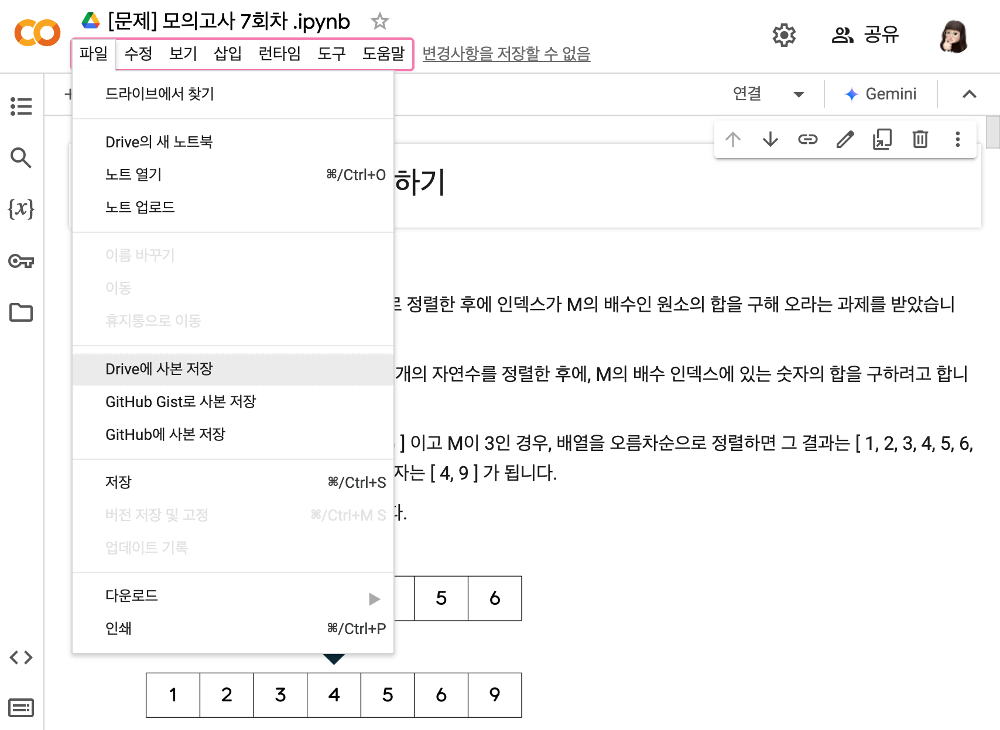 [문제] 모의고사 7회차 .ipynb
파일 수정 보기 삽입 런타임 도구 도움말 변경사항을 저장할 수 없음
공유
연결
Gemini
드라이브에서 찾기
Drive의 새 노트북
노트 열기 ⌘/Ctrl+O
노트 업로드
이름 바꾸기
이동
휴지통으로 이동
Drive에 사본 저장
GitHub Gist로 사본 저장
GitHub에 사본 저장
저장 ⌘/Ctrl+S
버전 저장 및 고정 ⌘/Ctrl+M S
업데이트 기록
다운로드
인쇄 ⌘/Ctrl+P
하기
정렬한 후에 인덱스가 M의 배수인 원소의 합을 구해 오라는 과제를 받았습니
개의 자연수를 정렬한 후에, M의 배수 인덱스에 있는 숫자의 합을 구하려고 합니
] 이고 M이 3인 경우, 배열을 오름차순으로 정렬하면 그 결과는 [ 1, 2, 3, 4, 5, 6,
자는 [ 4, 9 ] 가 됩니다.
다.
5 6
1 2 3 4 5 6 9
{x}